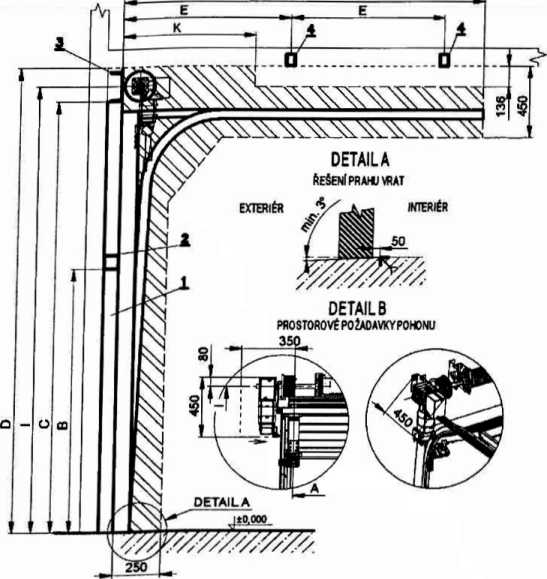 E
E
K
4
4
3
136
450
DETAIL A
ŘEŠENÍ PRAHU VRAT
EXTERIÉR
INTERIÉR
min. 3°
50
2
1
DETAIL B
PROSTOROVÉ POŽADAVKY POHONU
350
80
450
I
450
D
I
C
B
A
DETAIL A
±0,000
250